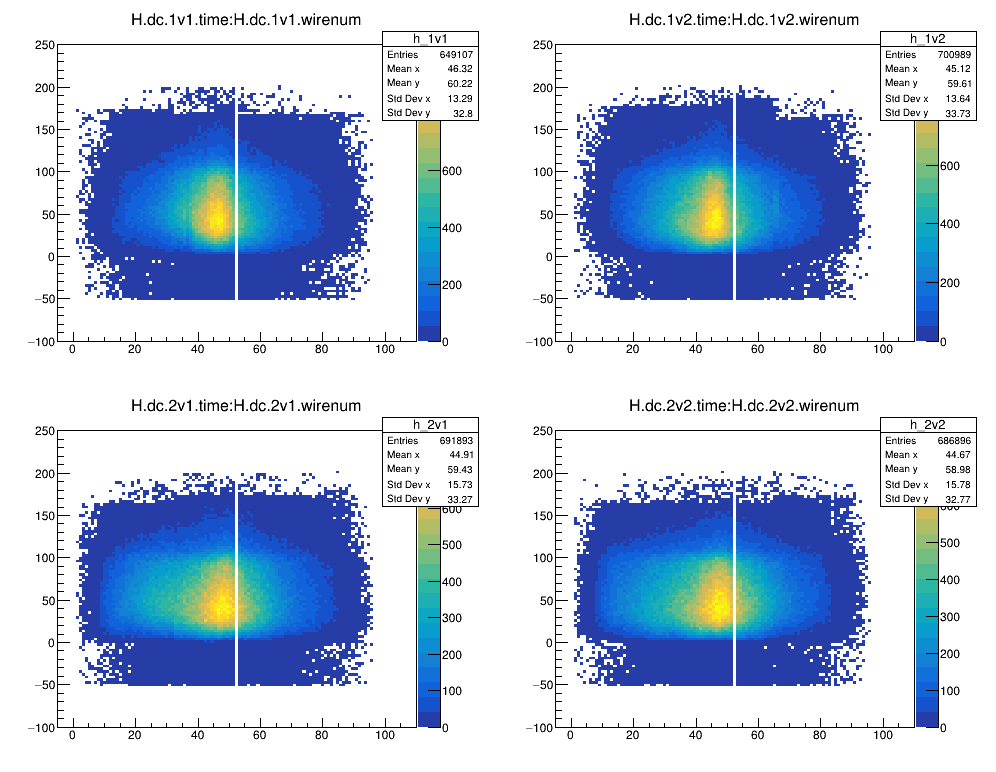 H.dc.1v1.time:H.dc.1v1.wirenum
h_1v1
Entries 649107
Mean x 46.32
Mean y 60.22
Std Dev x 13.29
Std Dev y 32.8
250
200
150
100
50
0
−50
−100
0 20 40 60 80 100
600
400
200
0
H.dc.1v2.time:H.dc.1v2.wirenum
h_1v2
Entries 700989
Mean x 45.12
Mean y 59.61
Std Dev x 13.64
Std Dev y 33.73
250
200
150
100
50
0
−50
−100
0 20 40 60 80 100
600
400
200
0
H.dc.2v1.time:H.dc.2v1.wirenum
h_2v1
Entries 691893
Mean x 44.91
Mean y 59.43
Std Dev x 15.73
Std Dev y 33.27
250
200
150
100
50
0
−50
−100
0 20 40 60 80 100
600
500
400
300
200
100
0
H.dc.2v2.time:H.dc.2v2.wirenum
h_2v2
Entries 686896
Mean x 44.67
Mean y 58.98
Std Dev x 15.78
Std Dev y 32.77
250
200
150
100
50
0
−50
−100
0 20 40 60 80 100
600
500
400
300
200
100
0